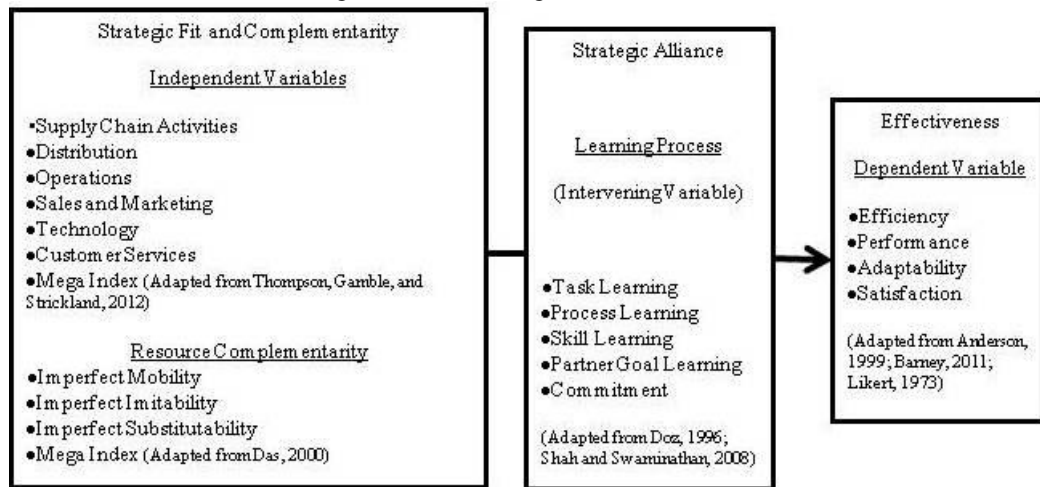 Strategic Fit and Complementarity
Independent Variables
•Supply Chain Activities
●Distribution
●Operations
●Sales and Marketing
●Technology
●Customer Services
●Mega Index (Adapted from Thompson, Gamble, and
Strickland, 2012)
Resource Complementarity
●Imperfect Mobility
●Imperfect Imitability
●Imperfect Substitutability
●Mega Index (Adapted from Das, 2000)
Strategic Alliance
Learning Process
(Intervening Variable)
●Task Learning
●Process Learning
●Skill Learning
●Partner Goal Learning
●Commitment
(Adapted from Doz, 1996;
Shah and Swaminathan, 2008)
Effectiveness
Dependent Variable
●Efficiency
●Performance
●Adaptability
●Satisfaction
(Adapted from Anderson,
1999; Barney, 2011;
Likert, 1973)